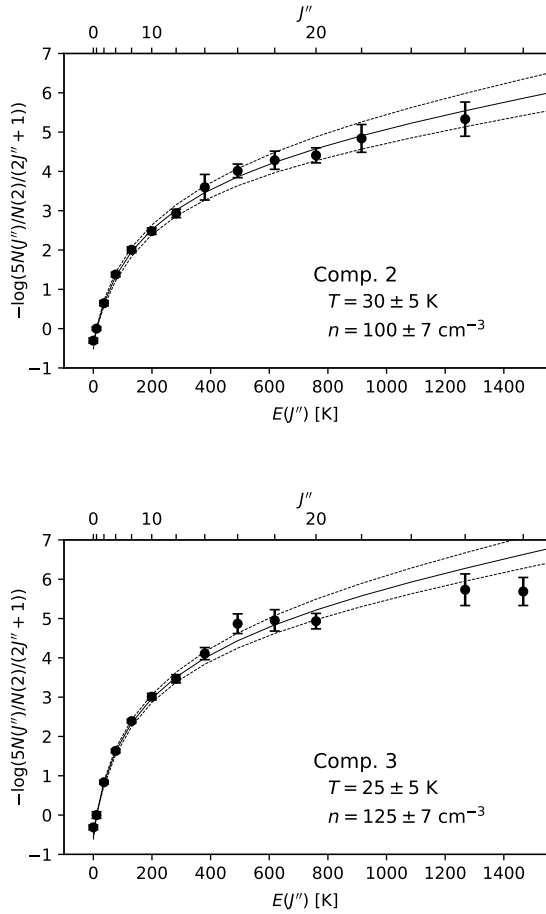 J″
0 10 20
7
6
5
4
3
2
1
0
−1
−log(5N(J″)/N(2)/(2J″ + 1))
Comp. 2
T = 30 ± 5 K
n = 100 ± 7 cm⁻³
0 200 400 600 800 1000 1200 1400
E(J″) [K]
J″
0 10 20
7
6
5
4
3
2
1
0
−1
−log(5N(J″)/N(2)/(2J″ + 1))
Comp. 3
T = 25 ± 5 K
n = 125 ± 7 cm⁻³
0 200 400 600 800 1000 1200 1400
E(J″) [K]